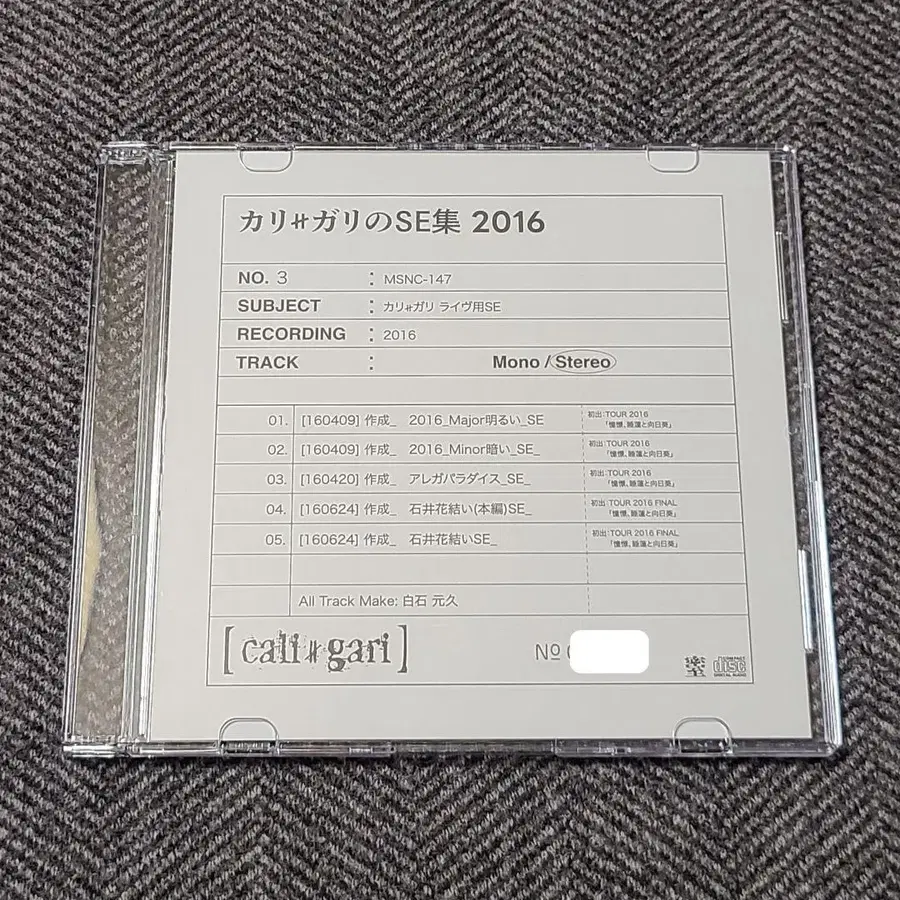 カリ≠ガリのSE集 2016
NO. 3 : MSNC-147
SUBJECT : カリ≠ガリ ライヴ用SE
RECORDING : 2016
TRACK : Mono / Stereo
01. [160409] 作成_ 2016_Major明るい_SE 初出:TOUR 2016
「憧憬、睡蓮と向日葵」
02. [160409] 作成_ 2016_Minor暗い_SE_ 初出:TOUR 2016
「憧憬、睡蓮と向日葵」
03. [160420] 作成_ アレガパラダイス_SE_ 初出:TOUR 2016
「憧憬、睡蓮と向日葵」
04. [160624] 作成_ 石井花結い(本編)SE_ 初出:TOUR 2016 FINAL
「憧憬、睡蓮と向日葵」
05. [160624] 作成_ 石井花結いSE_ 初出:TOUR 2016 FINAL
「憧憬、睡蓮と向日葵」
All Track Make: 白石 元久
[cali≠gari]
№
COMPACT
disc
DIGITAL AUDIO